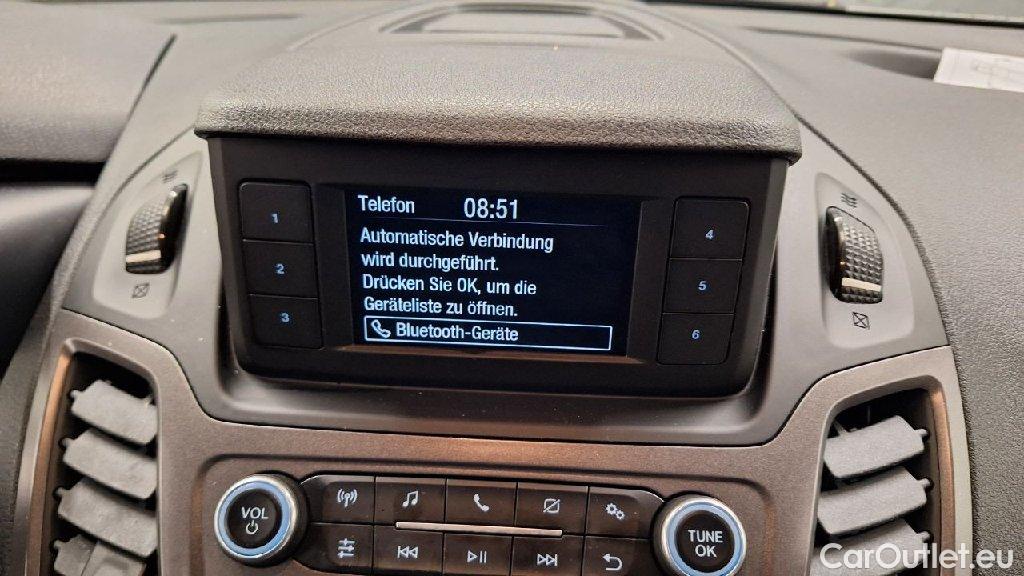 Telefon 08:51
Automatische Verbindung
wird durchgeführt.
Drücken Sie OK, um die
Geräteliste zu öffnen.
Bluetooth-Geräte
1
2
3
4
5
6
VOL
TUNE
OK
CarOutlet.eu